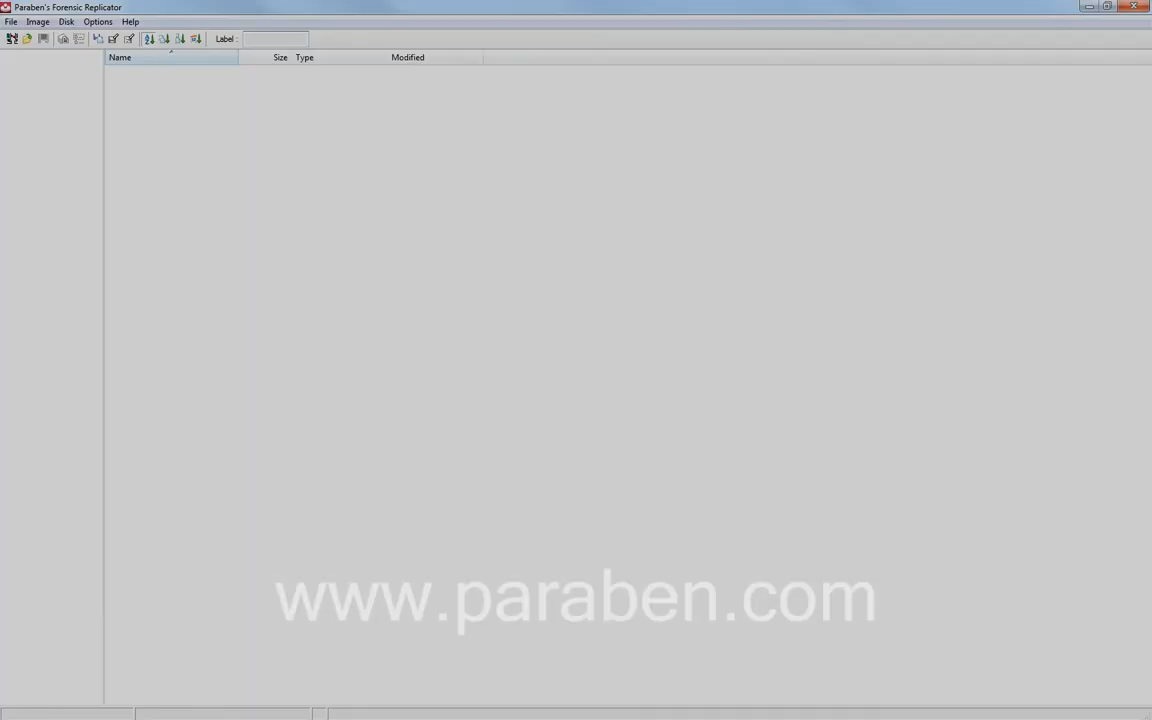 Paraben's Forensic Replicator
File Image Disk Options Help
Label :
Name Size Type Modified
www.paraben.com